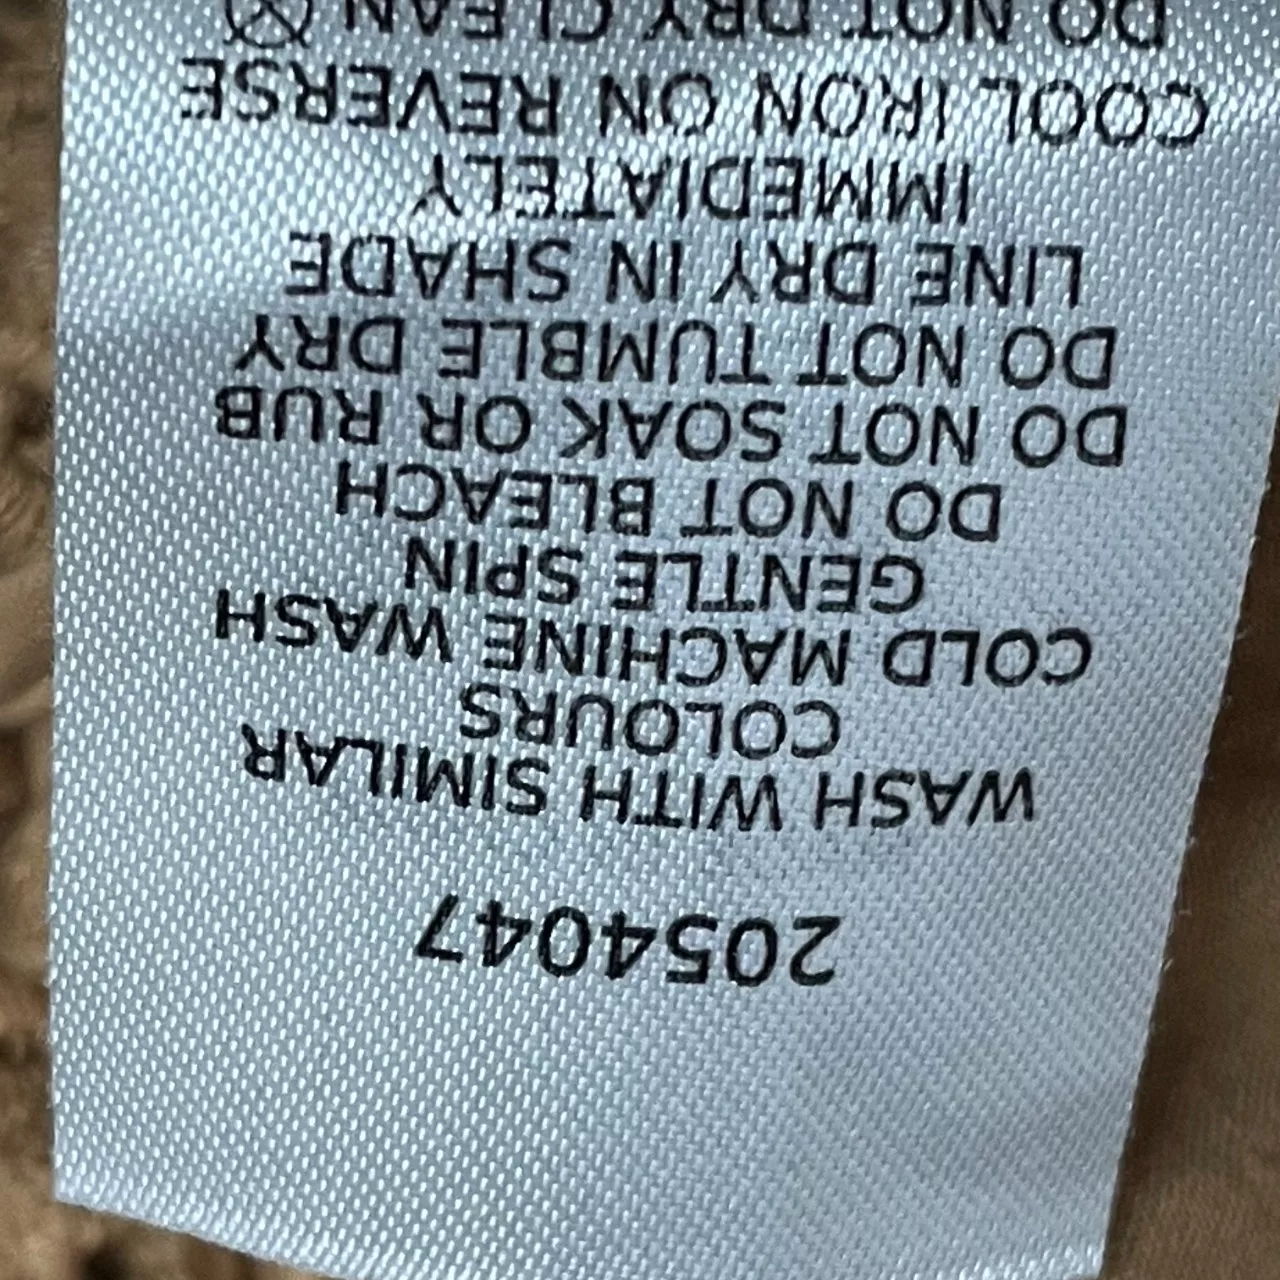 2054047
WASH WITH SIMILAR
COLOURS
COLD MACHINE WASH
GENTLE SPIN
DO NOT BLEACH
DO NOT SOAK OR RUB
DO NOT TUMBLE DRY
LINE DRY IN SHADE
IMMEDIATELY
COOL IRON ON REVERSE
DO NOT DRY CLEAN